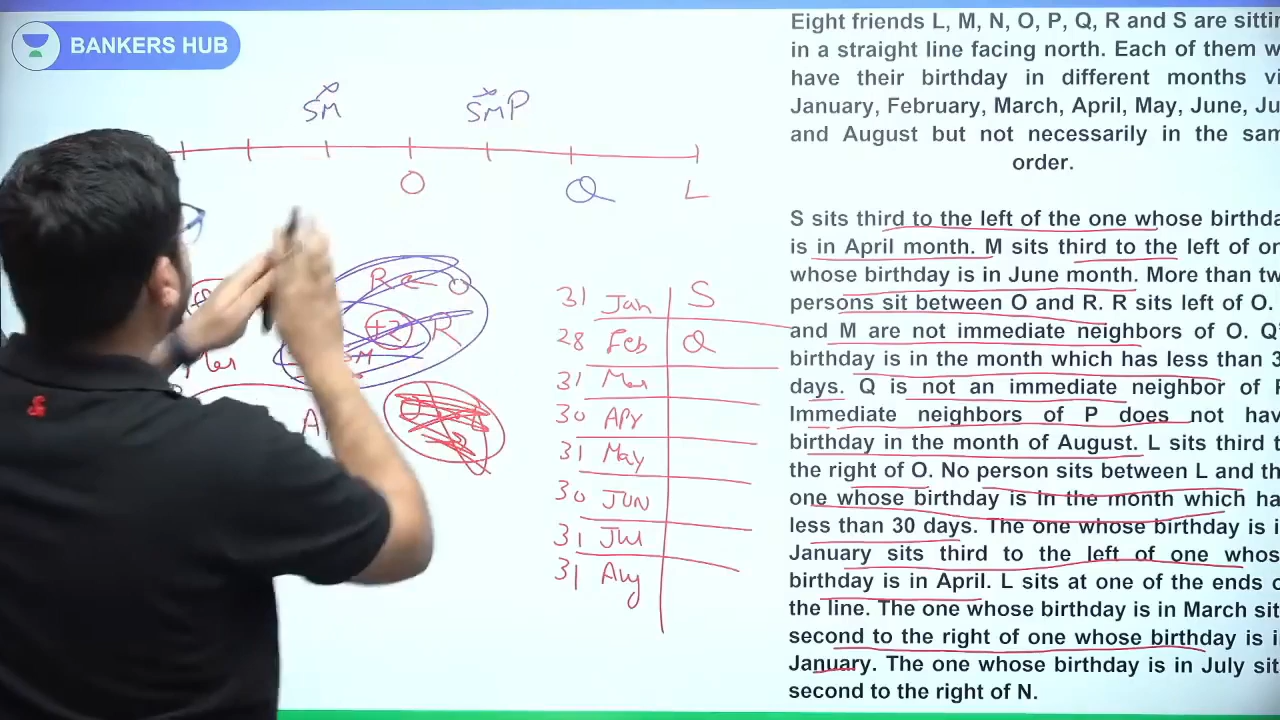 BANKERS HUB
Eight friends L, M, N, O, P, Q, R and S are sittin
in a straight line facing north. Each of them w
have their birthday in different months vi
January, February, March, April, May, June, Ju
and August but not necessarily in the sam
order.
S sits third to the left of the one whose birthda
is in April month. M sits third to the left of on
whose birthday is in June month. More than tw
persons sit between O and R. R sits left of O.
and M are not immediate neighbors of O. Q'
birthday is in the month which has less than 3
days. Q is not an immediate neighbor of
Immediate neighbors of P does not hav
birthday in the month of August. L sits third t
the right of O. No person sits between L and th
one whose birthday is in the month which ha
less than 30 days. The one whose birthday is i
January sits third to the left of one whos
birthday is in April. L sits at one of the ends o
the line. The one whose birthday is in March sit
second to the right of one whose birthday is i
January. The one whose birthday is in July sit
second to the right of N.
SM SMP
O Q L
R O
+2 R
SM
31 Jan S
28 Feb Q
31 Mar
30 Apr
31 May
30 JUN
31 Jul
31 Aug